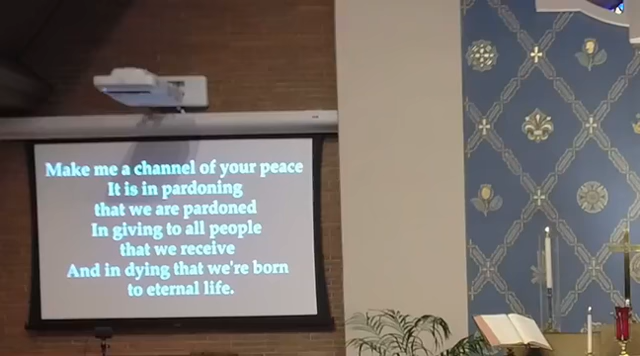 Make me a channel of your peace
It is in pardoning
that we are pardoned
In giving to all people
that we receive
And in dying that we're born
to eternal life.